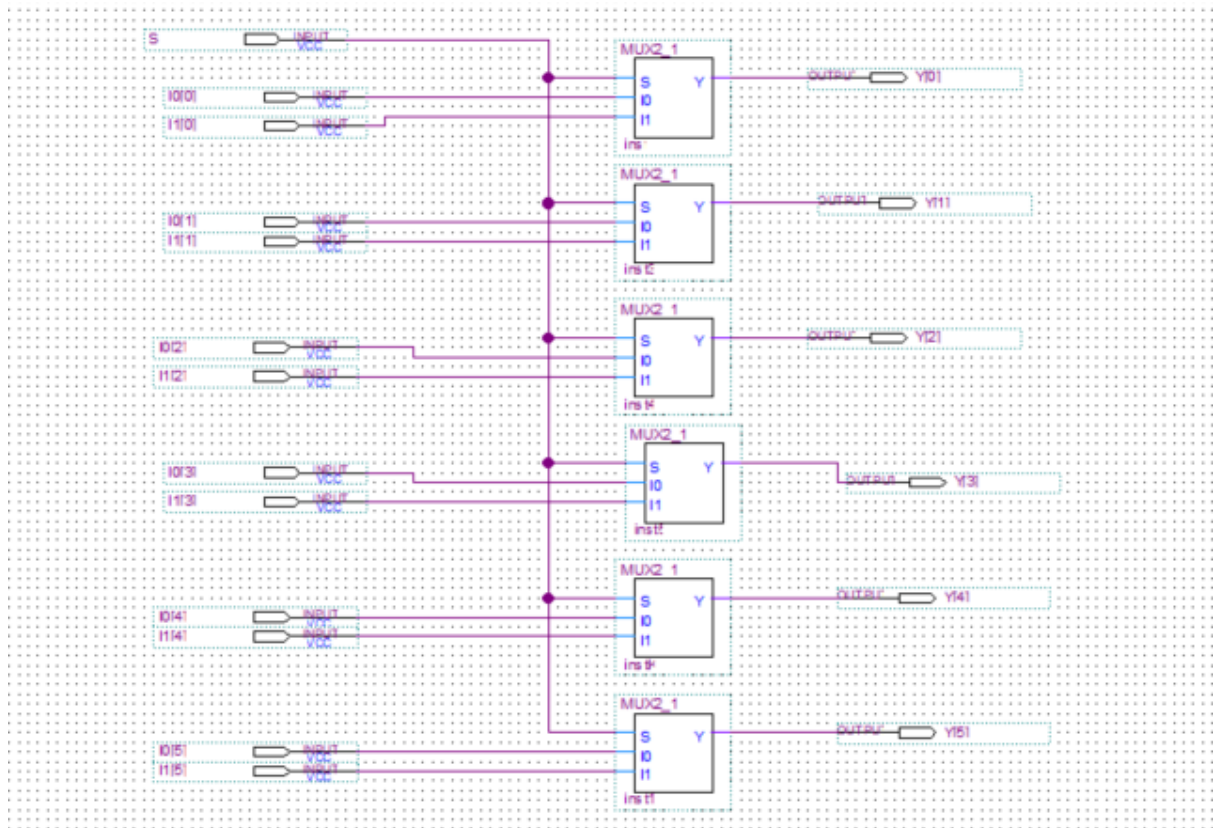 S INPUT VCC
MUX2_1
S Y OUTPUT Y[0]
I0[0] INPUT VCC I0
I1[0] INPUT VCC I1
inst
MUX2_1
S Y OUTPUT Y[1]
I0[1] INPUT VCC I0
I1[1] INPUT VCC I1
MUX2_1
S Y OUTPUT Y[2]
I0[2] INPUT VCC I0
I1[2] INPUT VCC I1
inst4
MUX2_1
S Y OUTPUT Y[3]
I0[3] INPUT VCC I0
I1[3] INPUT VCC I1
MUX2_1
S Y OUTPUT Y[4]
I0[4] INPUT VCC I0
I1[4] INPUT VCC I1
MUX2_1
S Y OUTPUT Y[5]
I0[5] INPUT VCC I0
I1[5] INPUT VCC I1
inst1